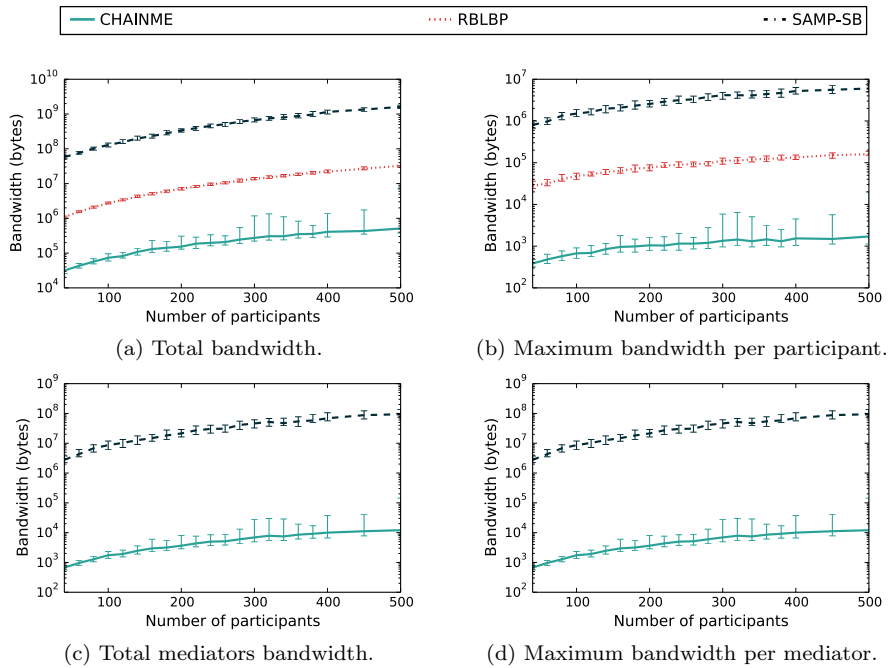 CHAINME RBLBP SAMP-SB
10^10
10^9
10^8
10^7
10^6
10^5
10^4
Bandwidth (bytes)
100 200 300 400 500
Number of participants
(a) Total bandwidth.
10^7
10^6
10^5
10^4
10^3
10^2
Bandwidth (bytes)
100 200 300 400 500
Number of participants
(b) Maximum bandwidth per participant.
10^9
10^8
10^7
10^6
10^5
10^4
10^3
10^2
Bandwidth (bytes)
100 200 300 400 500
Number of participants
(c) Total mediators bandwidth.
10^9
10^8
10^7
10^6
10^5
10^4
10^3
10^2
Bandwidth (bytes)
100 200 300 400 500
Number of participants
(d) Maximum bandwidth per mediator.